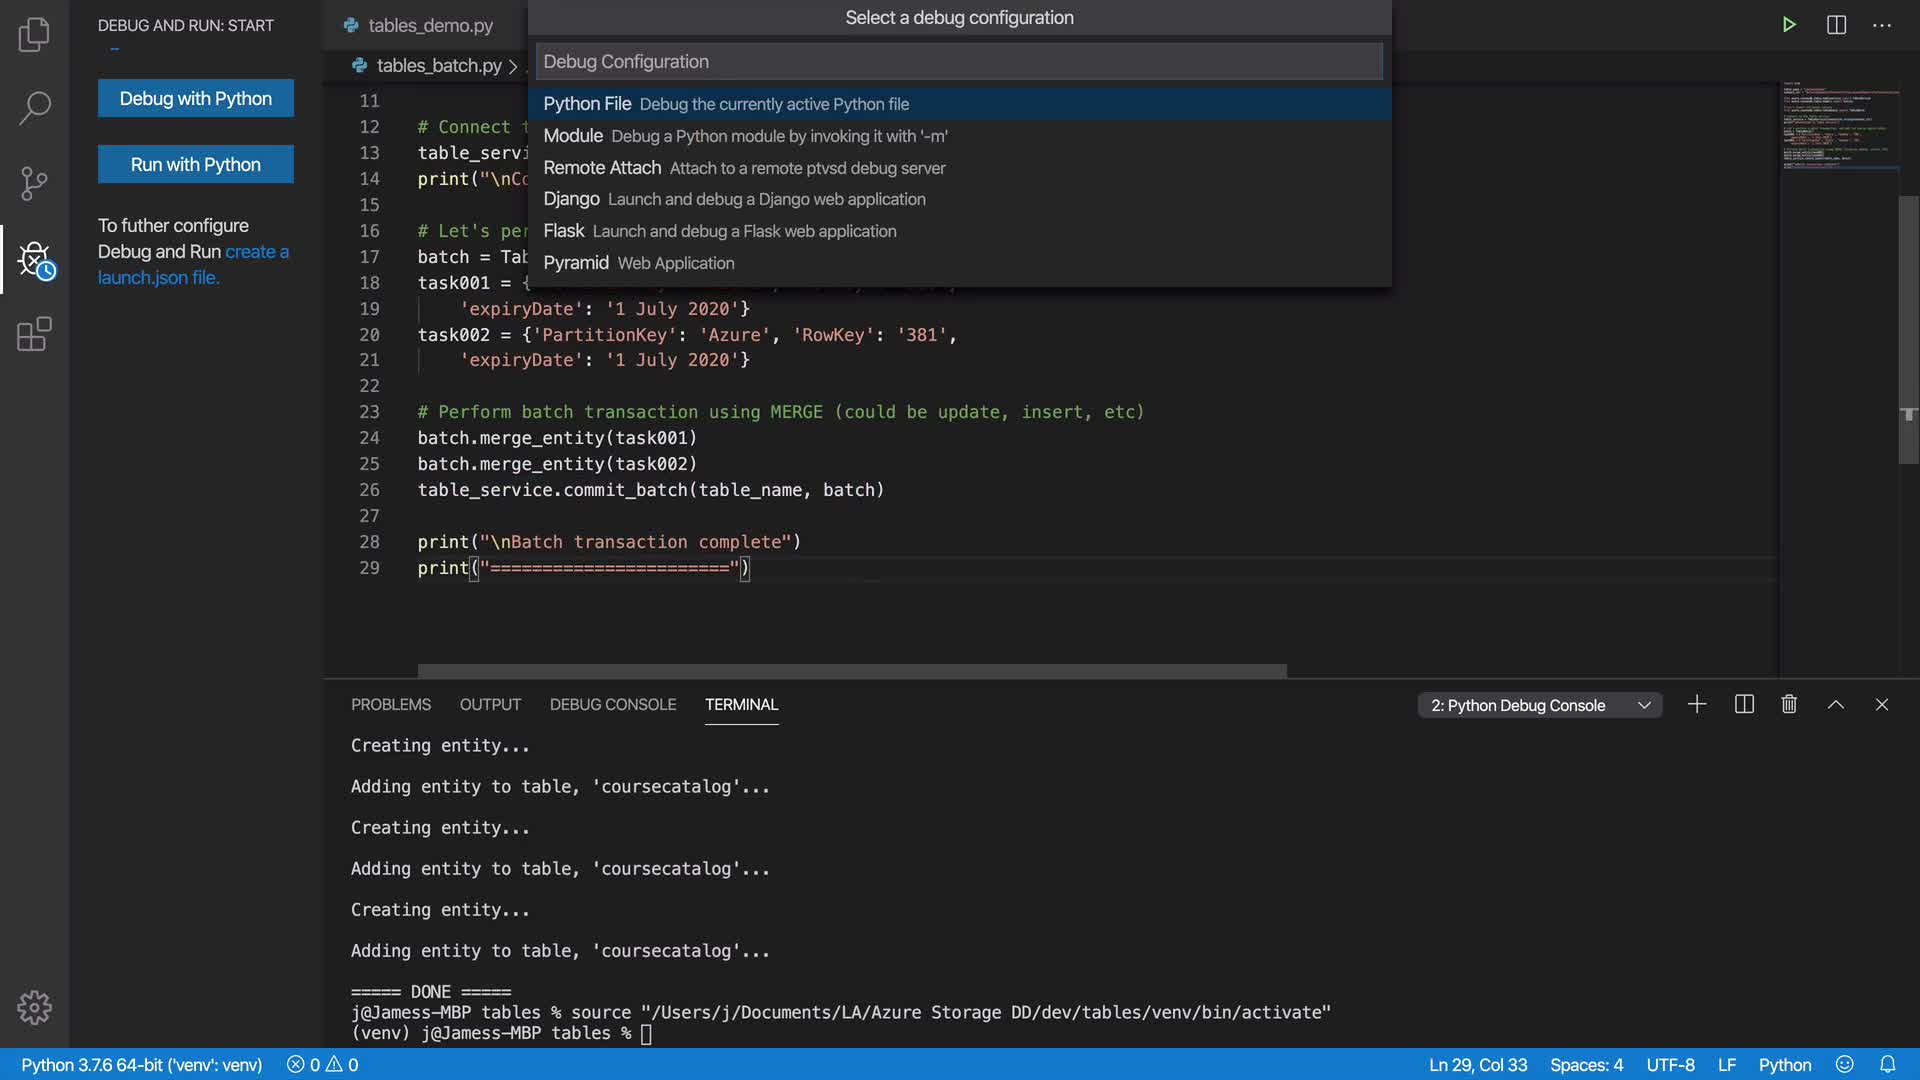 DEBUG AND RUN: START
Debug with Python
Run with Python
To futher configure
Debug and Run create a
launch.json file.
tables_demo.py
tables_batch.py >
Select a debug configuration
Debug Configuration
Python File Debug the currently active Python file
Module Debug a Python module by invoking it with '-m'
Remote Attach Attach to a remote ptvsd debug server
Django Launch and debug a Django web application
Flask Launch and debug a Flask web application
Pyramid Web Application
11
12 # Connect
13 table_servi
14 print("\nCo
15
16 # Let's per
17 batch = Tab
18 task001 = {
19 'expiryDate': '1 July 2020'}
20 task002 = {'PartitionKey': 'Azure', 'RowKey': '381',
21 'expiryDate': '1 July 2020'}
22
23 # Perform batch transaction using MERGE (could be update, insert, etc)
24 batch.merge_entity(task001)
25 batch.merge_entity(task002)
26 table_service.commit_batch(table_name, batch)
27
28 print("\nBatch transaction complete")
29 print("=======================")
PROBLEMS OUTPUT DEBUG CONSOLE TERMINAL
2: Python Debug Console
Creating entity...
Adding entity to table, 'coursecatalog'...
Creating entity...
Adding entity to table, 'coursecatalog'...
Creating entity...
Adding entity to table, 'coursecatalog'...
===== DONE =====
j@Jamess-MBP tables % source "/Users/j/Documents/LA/Azure Storage DD/dev/tables/venv/bin/activate"
(venv) j@Jamess-MBP tables %
Python 3.7.6 64-bit ('venv': venv) 0 0 Ln 29, Col 33 Spaces: 4 UTF-8 LF Python